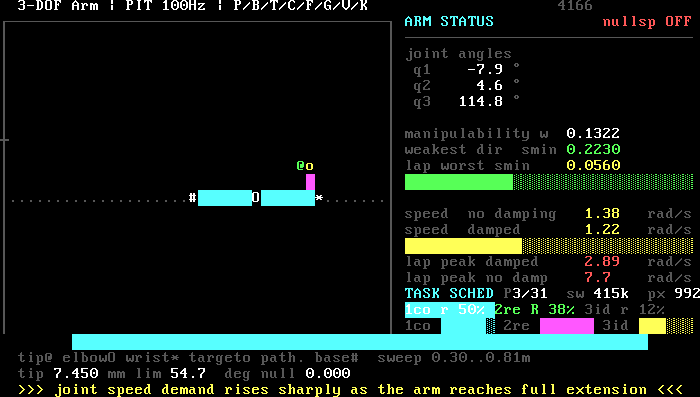 3-DOF Arm | PIT 100Hz | P/B/T/C/F/G/V/K
4166
ARM STATUS nullsp OFF
joint angles
q1 -7.9 °
q2 4.6 °
q3 114.8 °
manipulability w 0.1322
weakest dir smin 0.2230
lap worst smin 0.0560
@o
#O*
speed no damping 1.38 rad/s
speed damped 1.22 rad/s
lap peak damped 2.89 rad/s
lap peak no damp 7.7 rad/s
TASK SCHED P3/31 sw 415k px 992
1co r 50% 2re R 38% 3id r 12%
1co 2re 3id
tip@ elbowO wrist* targeto path. base# sweep 0.30..0.81m
tip 7.450 mm lim 54.7 deg null 0.000
>>> joint speed demand rises sharply as the arm reaches full extension <<<